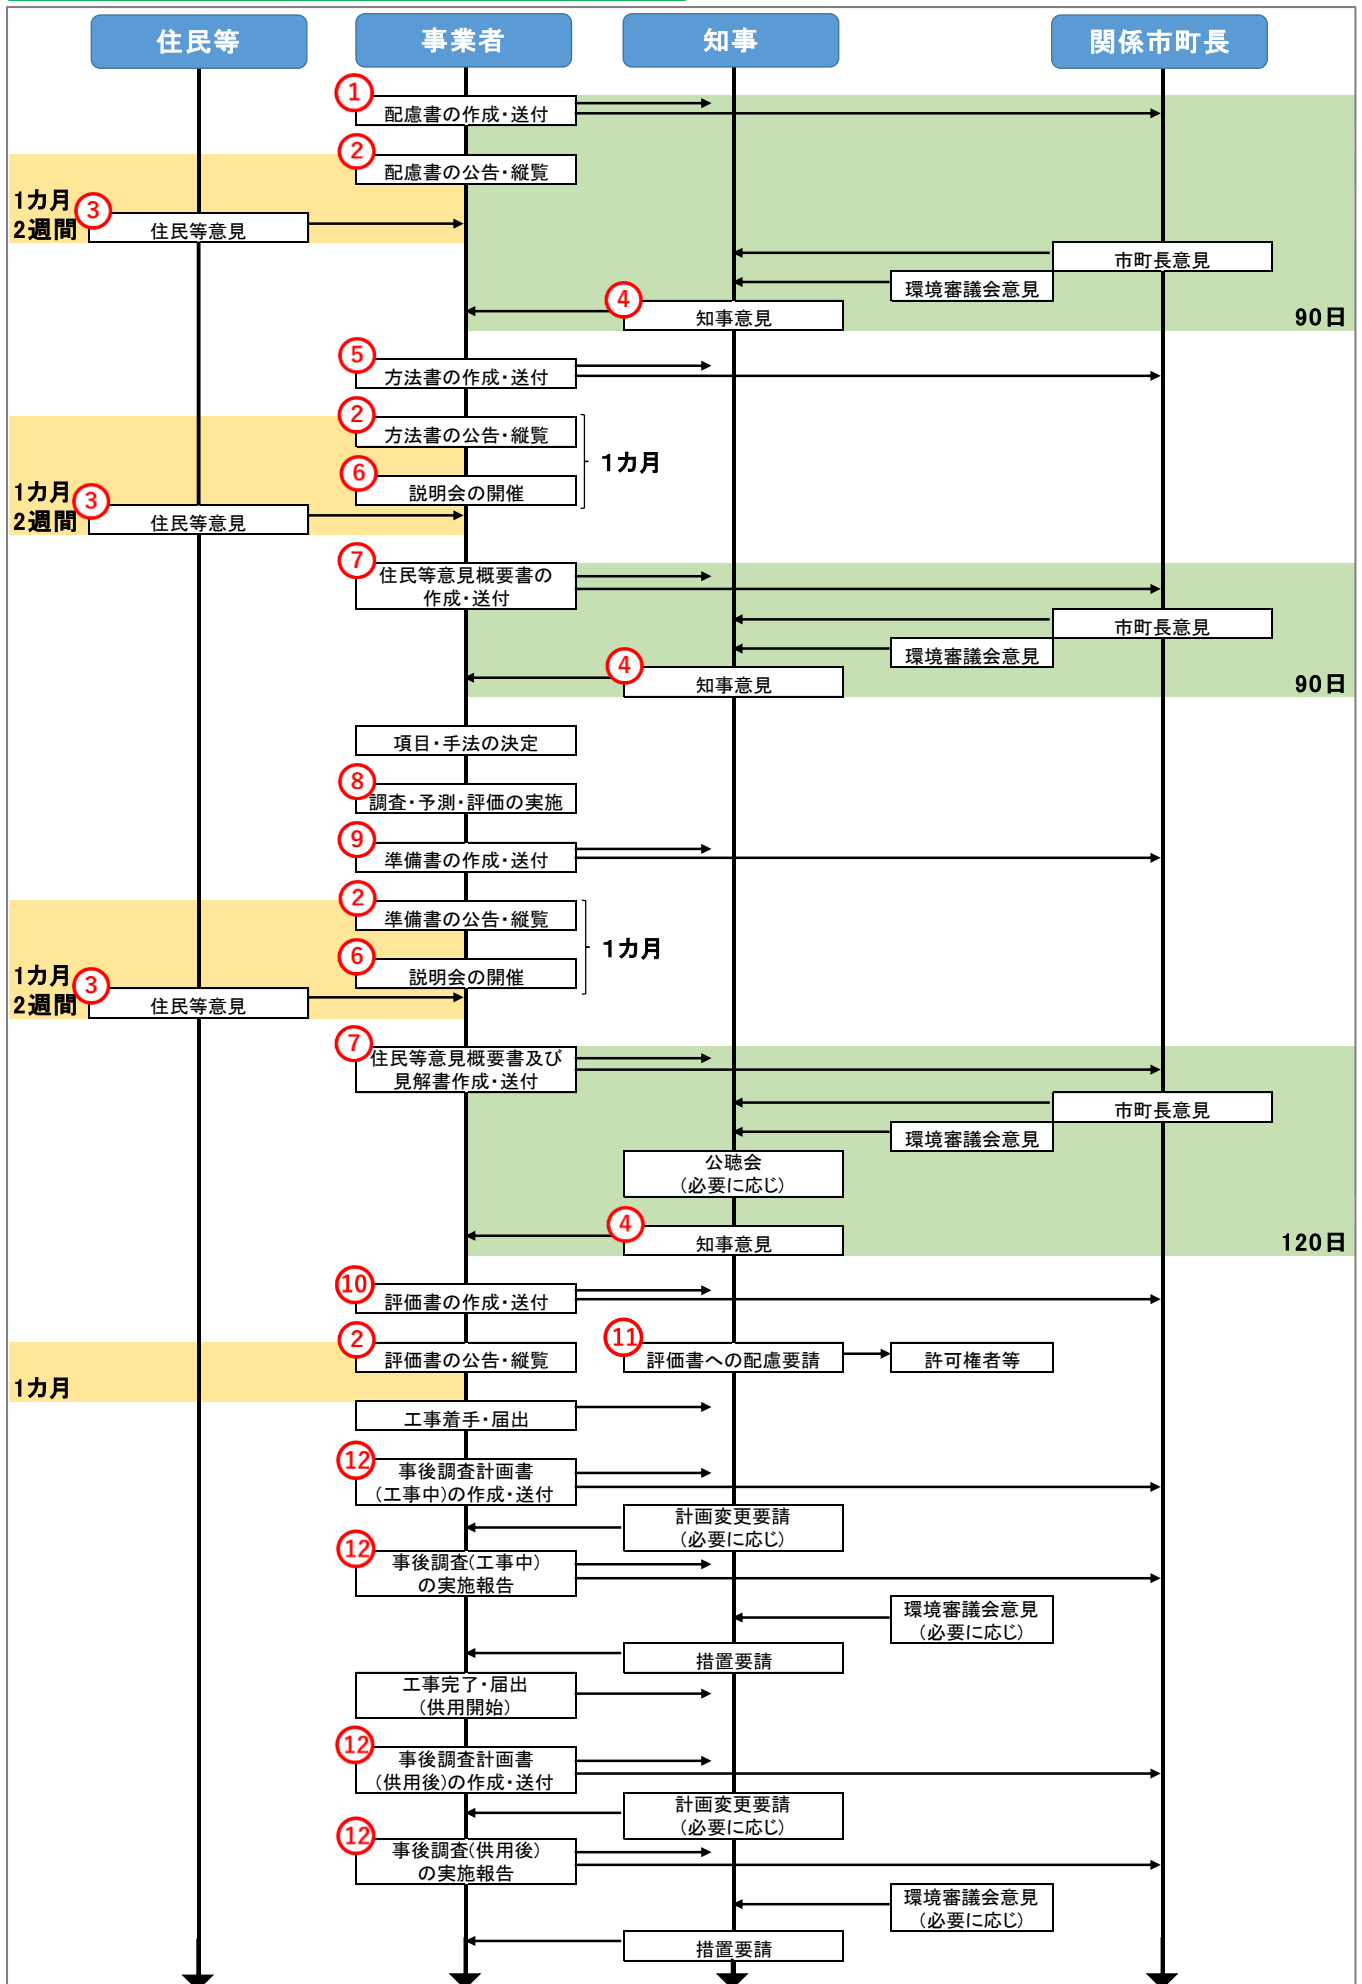 住民等
事業者
知事
関係市町長
①
配慮書の作成・送付
②
配慮書の公告・縦覧
1カ月
2週間
③
住民等意見
市町長意見
環境審議会意見
④
知事意見
90日
⑤
方法書の作成・送付
②
方法書の公告・縦覧
1カ月
⑥
説明会の開催
1カ月
2週間
③
住民等意見
⑦
住民等意見概要書の
作成・送付
市町長意見
環境審議会意見
④
知事意見
90日
項目・手法の決定
⑧
調査・予測・評価の実施
⑨
準備書の作成・送付
②
準備書の公告・縦覧
1カ月
⑥
説明会の開催
1カ月
2週間
③
住民等意見
⑦
住民等意見概要書及び
見解書作成・送付
市町長意見
環境審議会意見
公聴会
(必要に応じ)
④
知事意見
120日
⑩
評価書の作成・送付
②
評価書の公告・縦覧
⑪
評価書への配慮要請
許可権者等
1カ月
工事着手・届出
⑫
事後調査計画書
(工事中)の作成・送付
計画変更要請
(必要に応じ)
⑫
事後調査(工事中)
の実施報告
環境審議会意見
(必要に応じ)
措置要請
工事完了・届出
(供用開始)
⑫
事後調査計画書
(供用後)の作成・送付
計画変更要請
(必要に応じ)
⑫
事後調査(供用後)
の実施報告
環境審議会意見
(必要に応じ)
措置要請